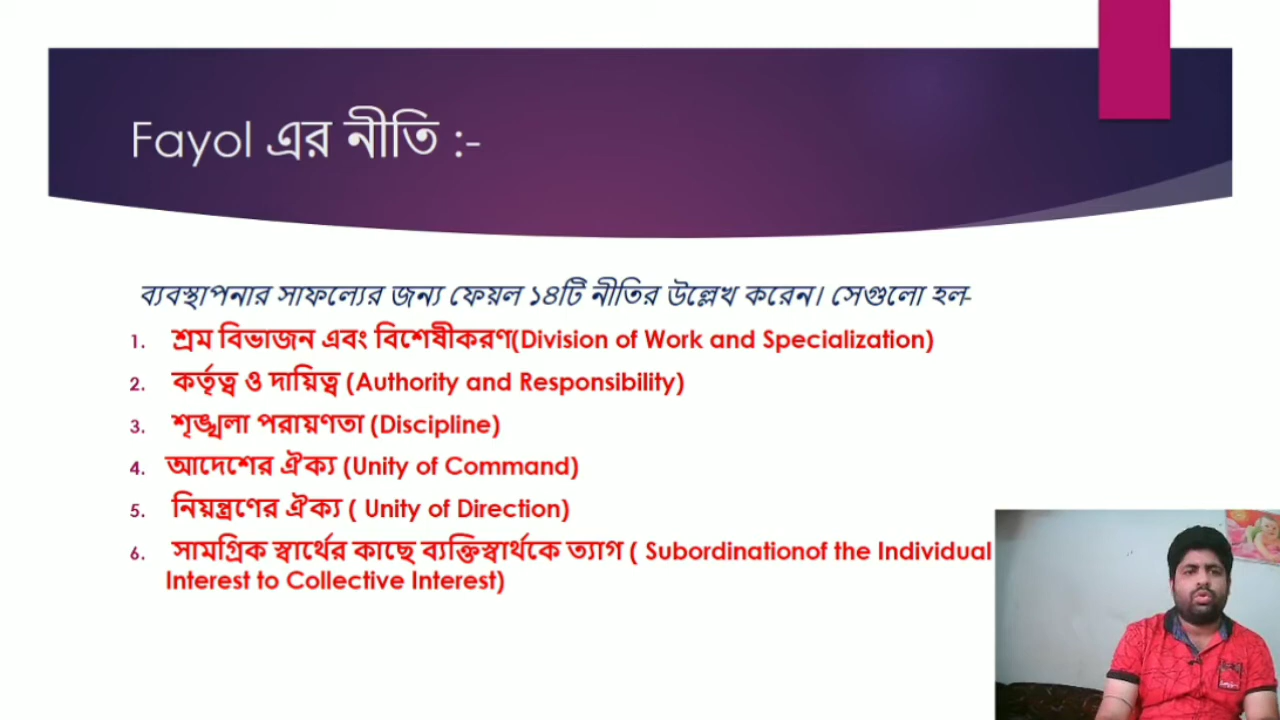 Fayol এর নীতি :-
ব্যবস্থাপনার সাফল্যের জন্য ফেয়ল ১৪টি নীতির উল্লেখ করেন। সেগুলো হল-
1. শ্রম বিভাজন এবং বিশেষীকরণ(Division of Work and Specialization)
2. কর্তৃত্ব ও দায়িত্ব (Authority and Responsibility)
3. শৃঙ্খলা পরায়ণতা (Discipline)
4. আদেশের ঐক্য (Unity of Command)
5. নিয়ন্ত্রণের ঐক্য ( Unity of Direction)
6. সামগ্রিক স্বার্থের কাছে ব্যক্তিস্বার্থকে ত্যাগ ( Subordinationof the Individual
Interest to Collective Interest)